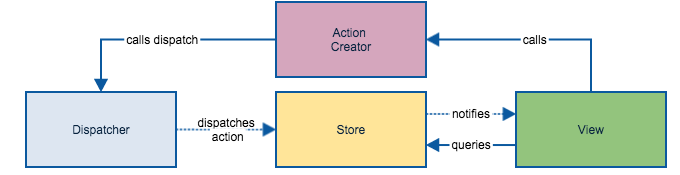 Action
Creator
calls dispatch
calls
Dispatcher
dispatches
action
Store
notifies
queries
View